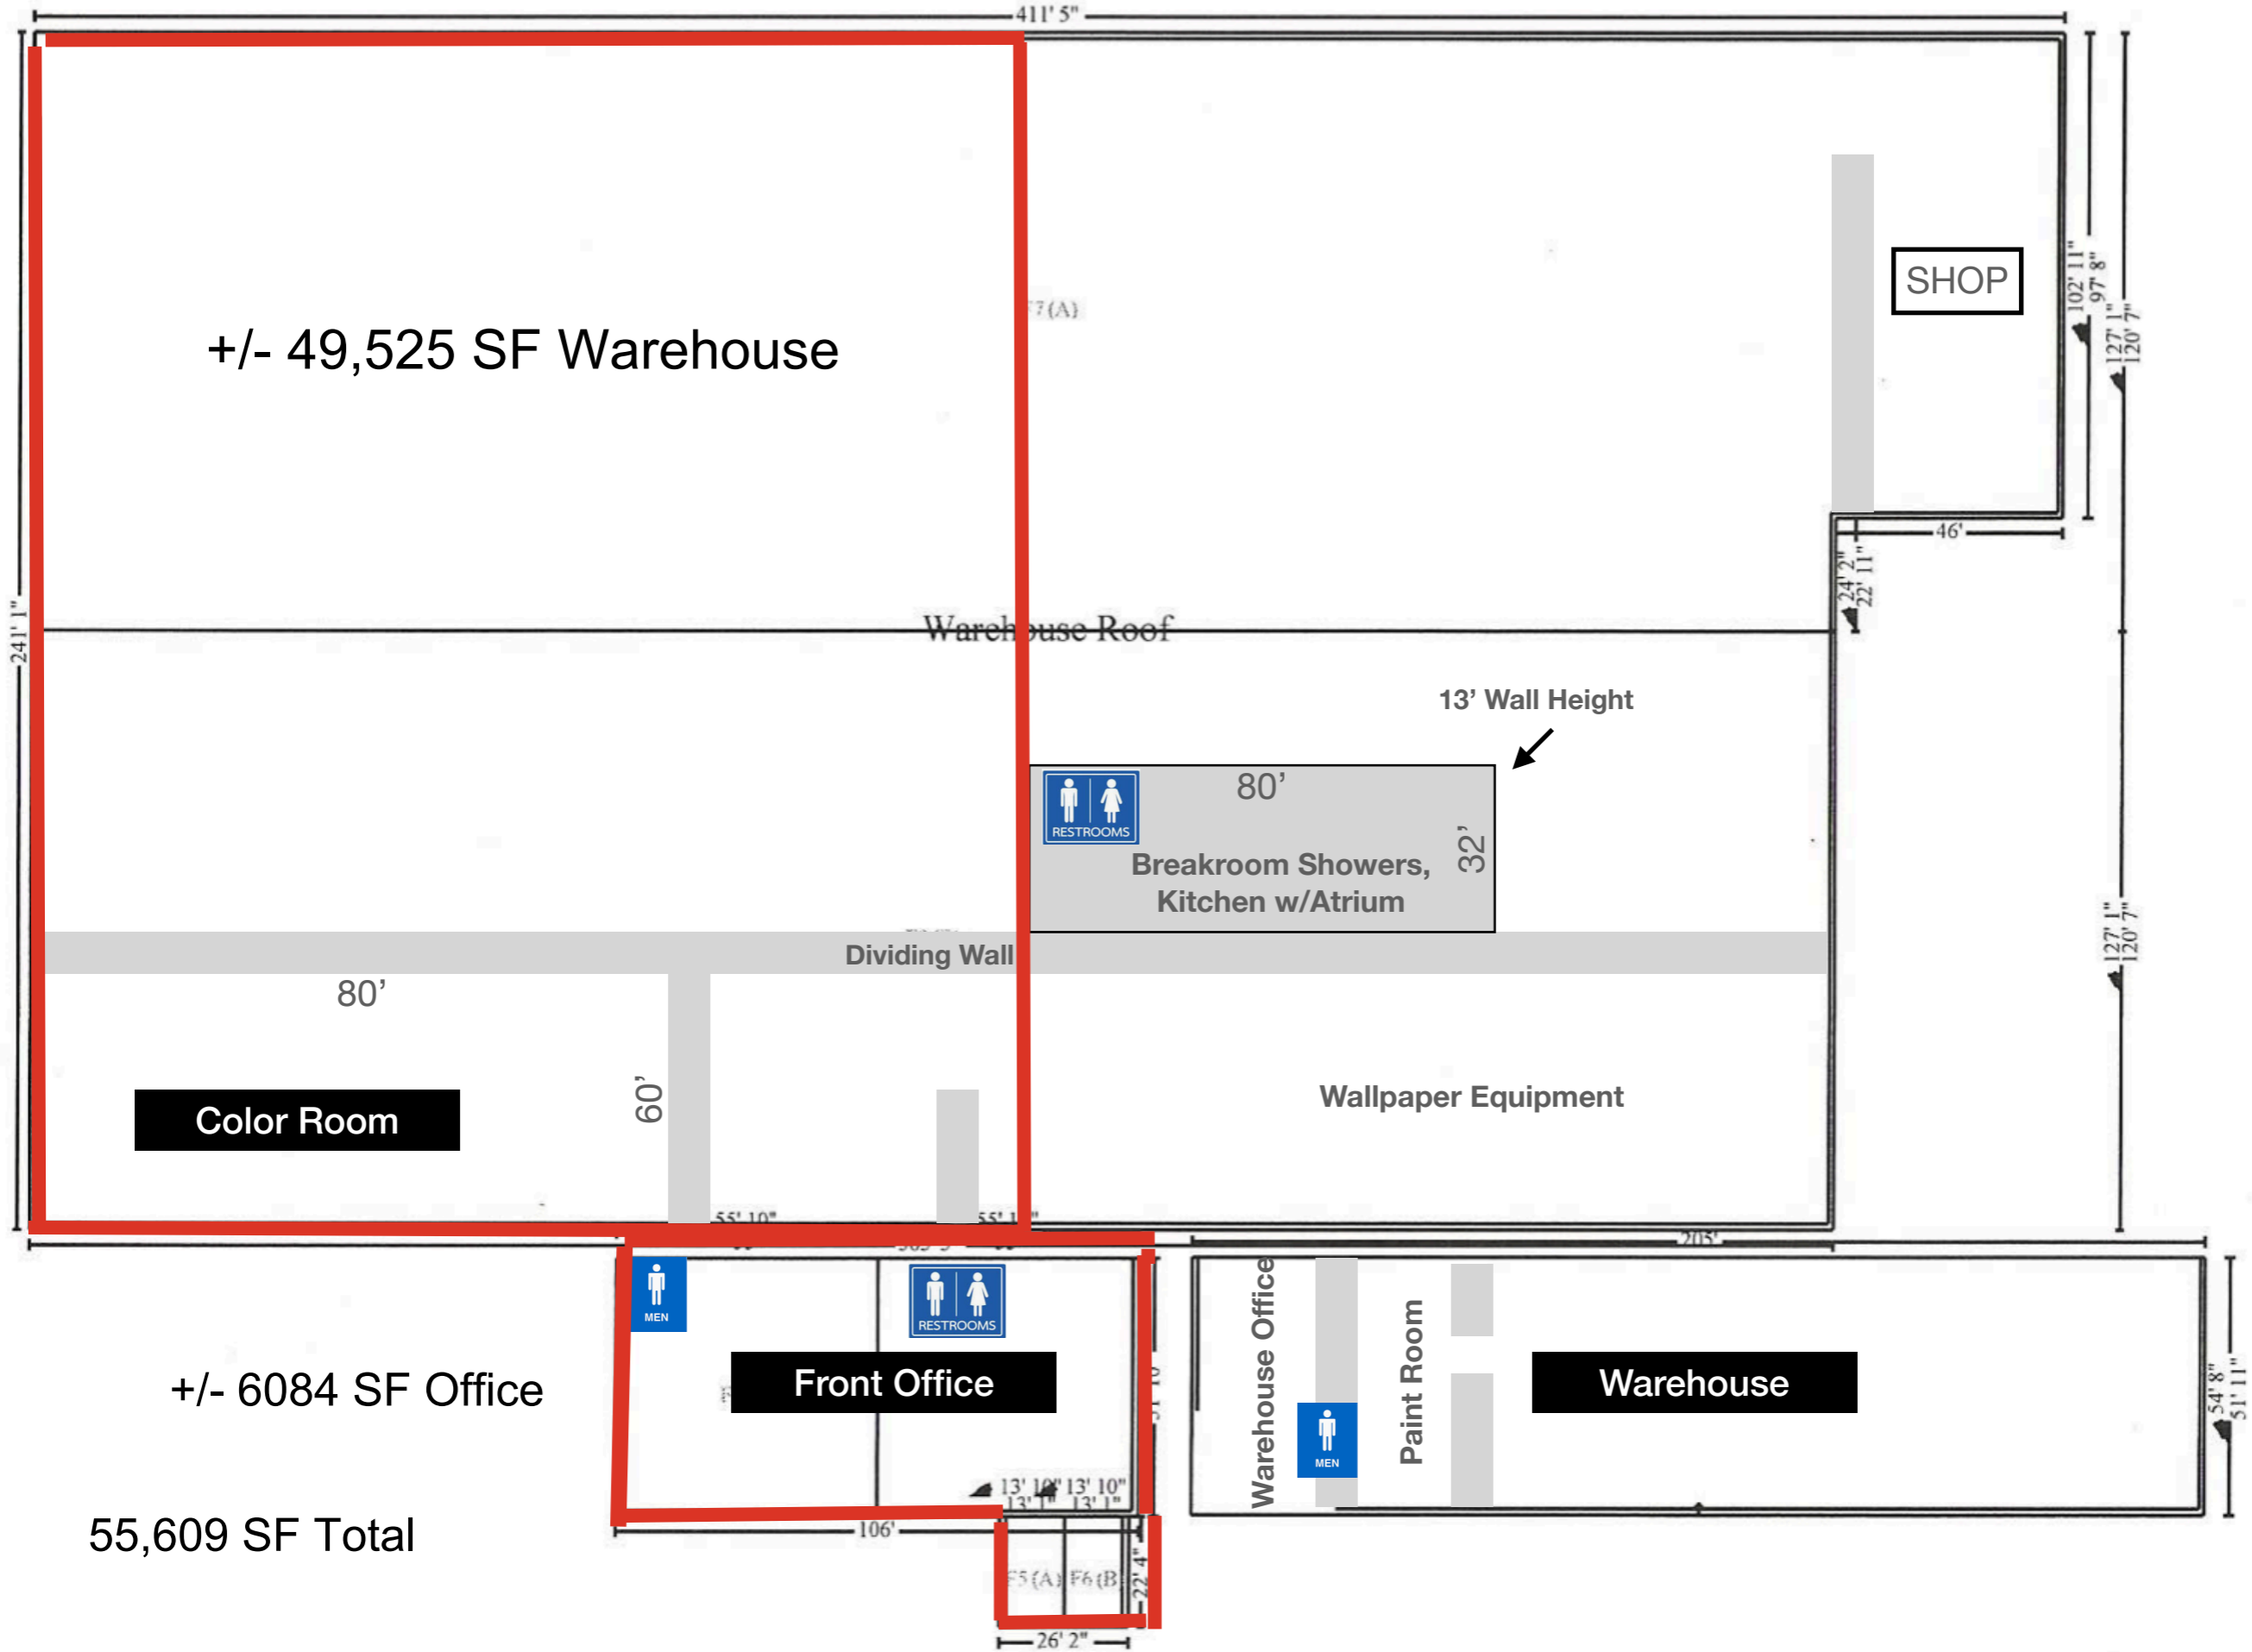 411' 5"
+/- 49,525 SF Warehouse
F7(A)
SHOP
102' 11"
97' 8"
127' 1"
120' 7"
46'
24' 2"
22' 11"
241' 1"
Warehouse Roof
13’ Wall Height
80’
RESTROOMS
32’
Breakroom Showers,
Kitchen w/Atrium
Dividing Wall
80’
127' 1"
120' 7"
60’
Color Room
Wallpaper Equipment
55' 10"
205'
MEN
RESTROOMS
Front Office
Warehouse Office
MEN
Paint Room
Warehouse
54' 8"
51' 11"
+/- 6084 SF Office
13' 10" 13' 10"
13' 1" 13' 1"
106'
55,609 SF Total
F5(A) F6(B)
22' 4"
26' 2"